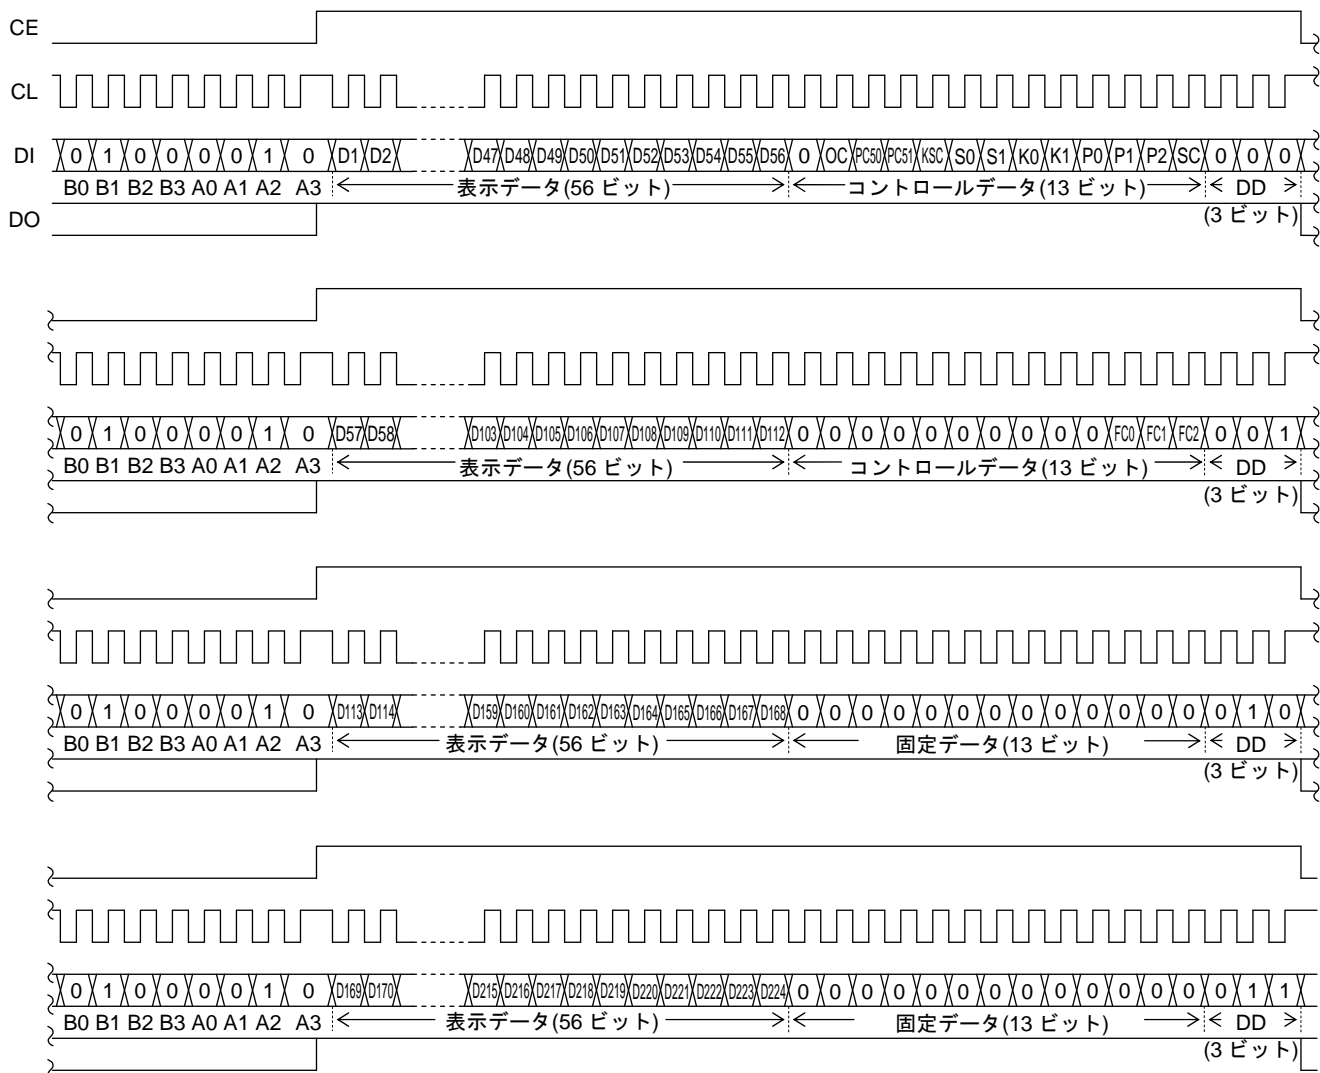 CE
CL
DI 0 1 0 0 0 0 1 0 D1 D2 D47 D48 D49 D50 D51 D52 D53 D54 D55 D56 0 OC PC50 PC51 KSC S0 S1 K0 K1 P0 P1 P2 SC 0 0 0
B0 B1 B2 B3 A0 A1 A2 A3 表示データ(56 ビット) コントロールデータ(13 ビット) DD
DO (3 ビット)
0 1 0 0 0 0 1 0 D57 D58 D103 D104 D105 D106 D107 D108 D109 D110 D111 D112 0 0 0 0 0 0 0 0 0 0 FC0 FC1 FC2 0 0 1
B0 B1 B2 B3 A0 A1 A2 A3 表示データ(56 ビット) コントロールデータ(13 ビット) DD
(3 ビット)
0 1 0 0 0 0 1 0 D113 D114 D159 D160 D161 D162 D163 D164 D165 D166 D167 D168 0 0 0 0 0 0 0 0 0 0 0 0 0 0 1 0
B0 B1 B2 B3 A0 A1 A2 A3 表示データ(56 ビット) 固定データ(13 ビット) DD
(3 ビット)
0 1 0 0 0 0 1 0 D169 D170 D215 D216 D217 D218 D219 D220 D221 D222 D223 D224 0 0 0 0 0 0 0 0 0 0 0 0 0 0 1 1
B0 B1 B2 B3 A0 A1 A2 A3 表示データ(56 ビット) 固定データ(13 ビット) DD
(3 ビット)